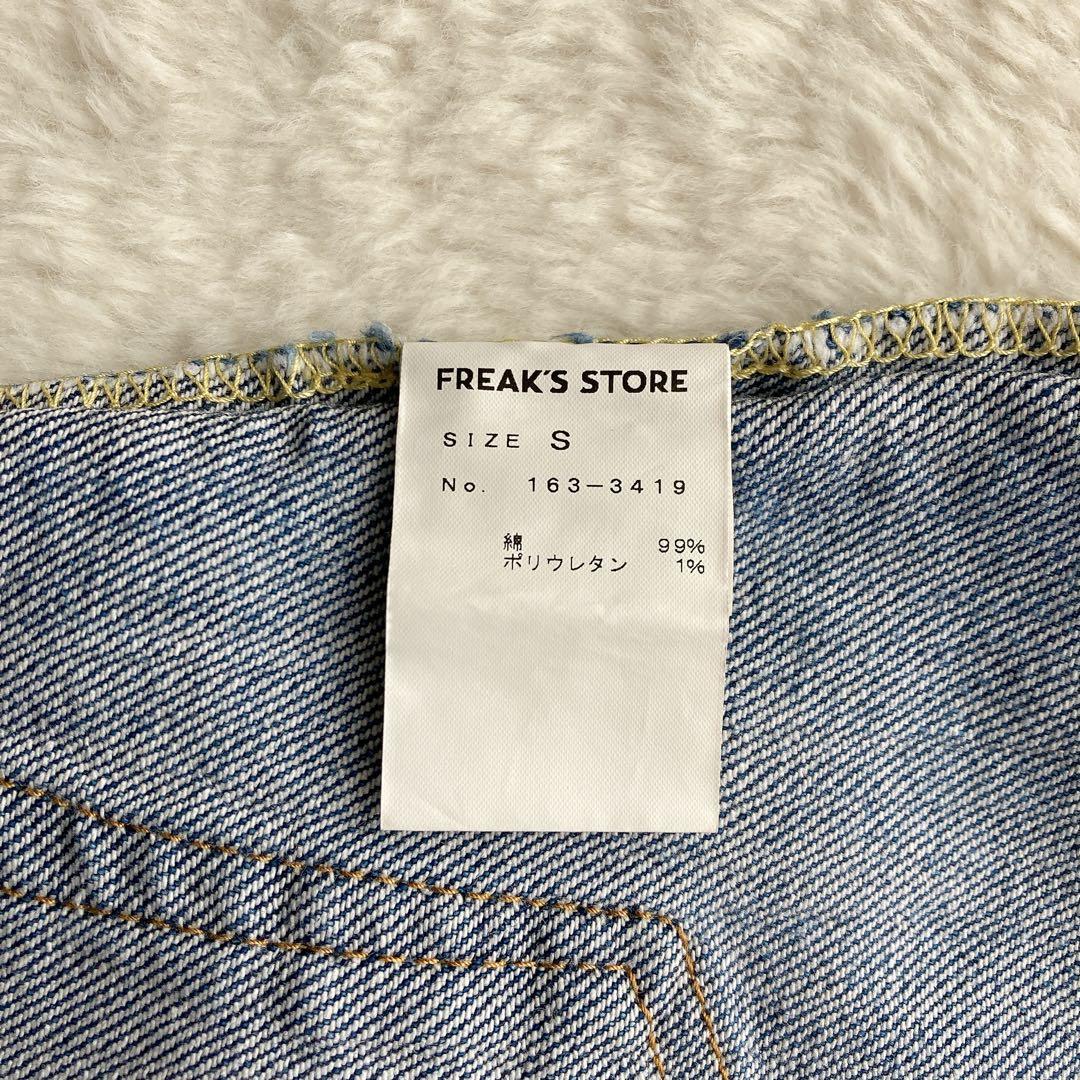 FREAK'S STORE
SIZE S
No. 163-3419
綿 99%
ポリウレタン 1%